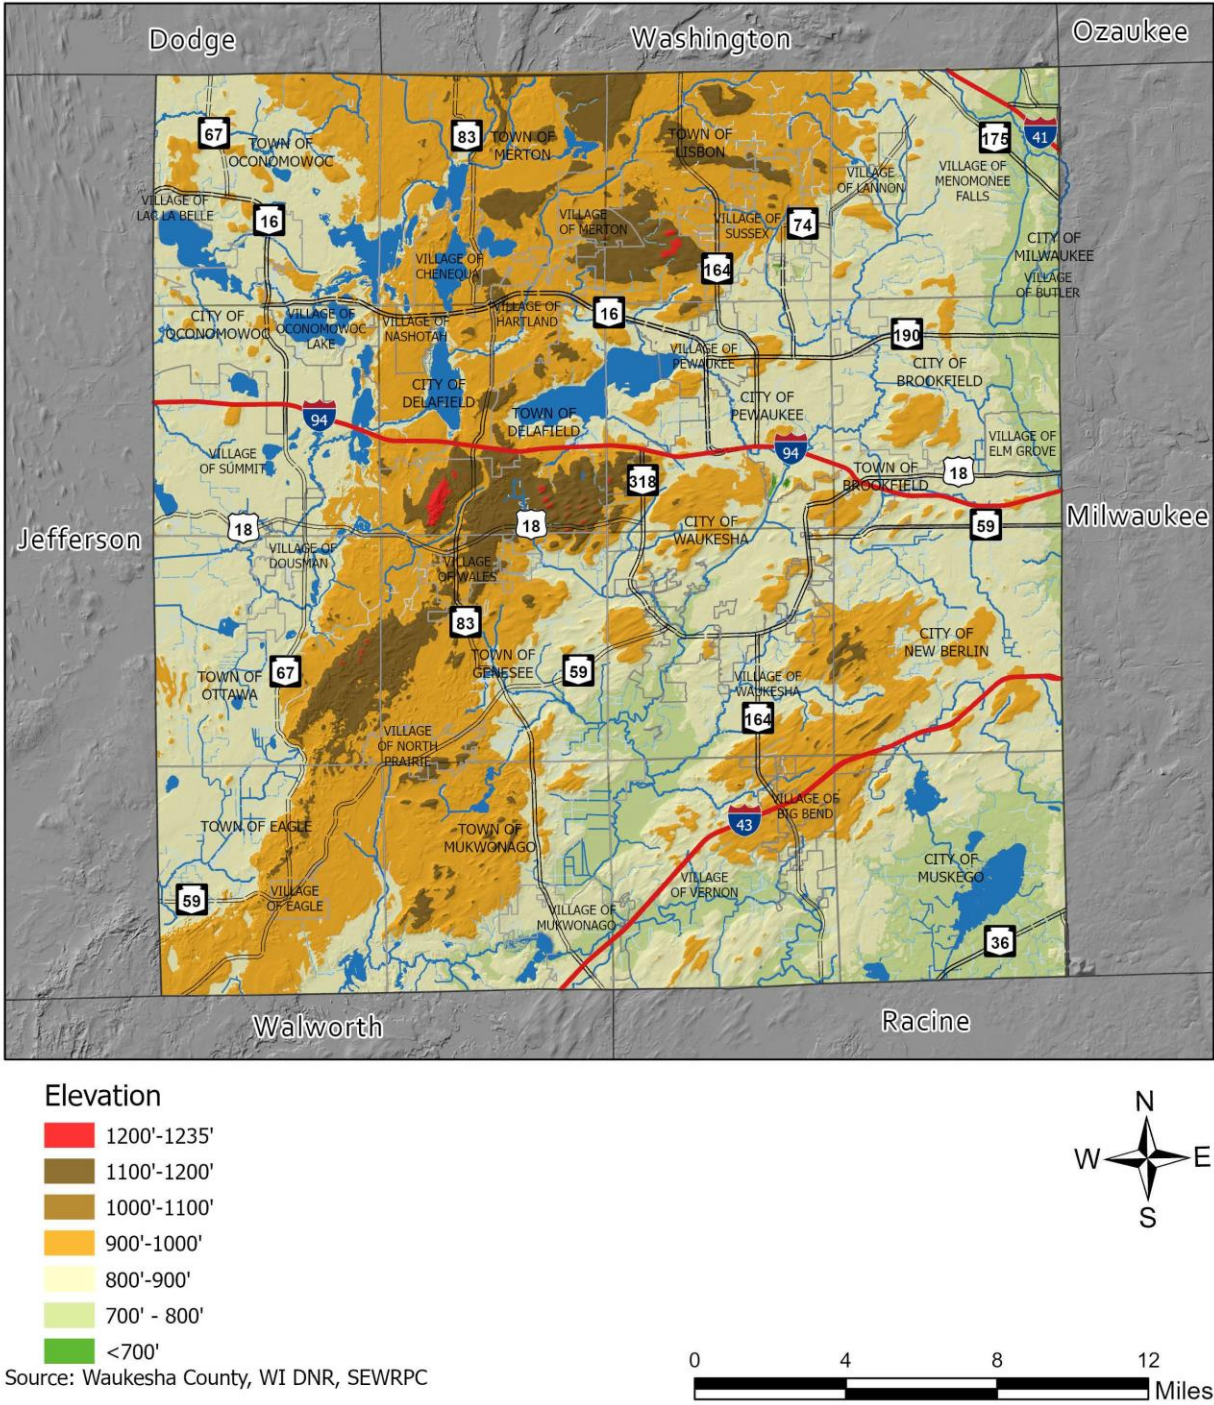 Dodge
Washington
Ozaukee
67
TOWN OF
OCONOMOWOC
83
TOWN OF
MERTON
TOWN OF
LISBON
175
41
VILLAGE OF
MENOMONEE
FALLS
VILLAGE
OF LANNON
VILLAGE OF
LAC LA BELLE
16
VILLAGE
OF MERTON
VILLAGE OF
SUSSEX
74
CITY OF
MILWAUKEE
VILLAGE OF
CHENEQUA
164
VILLAGE
OF BUTLER
CITY OF
OCONOMOWOC
VILLAGE OF
OCONOMOWOC
LAKE
VILLAGE OF
NASHOTAH
VILLAGE OF
HARTLAND
16
190
VILLAGE OF
PEWAUKEE
CITY OF
BROOKFIELD
CITY OF
DELAFIELD
CITY OF
PEWAUKEE
94
TOWN OF
DELAFIELD
94
VILLAGE OF
ELM GROVE
VILLAGE
OF SUMMIT
318
TOWN OF
BROOKFIELD
18
Jefferson
18
18
CITY OF
WAUKESHA
59
Milwaukee
VILLAGE OF
DOUSMAN
VILLAGE
OF WALES
83
CITY OF
NEW BERLIN
TOWN OF
OTTAWA
67
TOWN OF
GENESEE
59
VILLAGE OF
WAUKESHA
164
VILLAGE
OF NORTH
PRAIRIE
TOWN OF EAGLE
TOWN OF
MUKWONAGO
43
VILLAGE OF
BIG BEND
CITY OF
MUSKEGO
59
VILLAGE
OF EAGLE
VILLAGE
OF VERNON
VILLAGE OF
MUKWONAGO
36
Walworth
Racine
Elevation
1200'-1235'
1100'-1200'
1000'-1100'
900'-1000'
800'-900'
700' - 800'
<700'
N
W E
S
Source: Waukesha County, WI DNR, SEWRPC
0 4 8 12
Miles